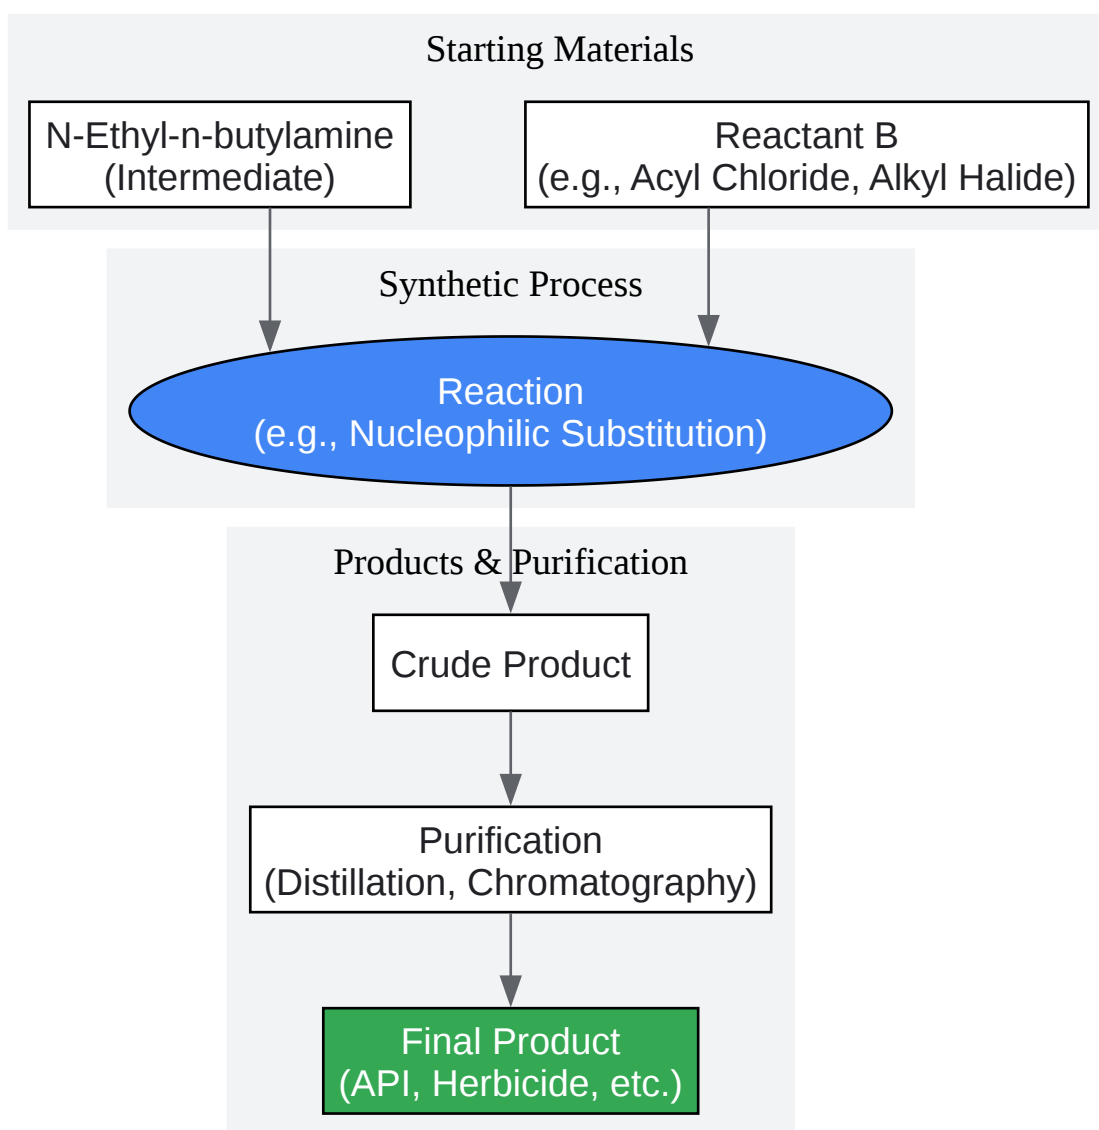 Starting Materials
N-Ethyl-n-butylamine
(Intermediate)
Reactant B
(e.g., Acyl Chloride, Alkyl Halide)
Synthetic Process
Reaction
(e.g., Nucleophilic Substitution)
Products & Purification
Crude Product
Purification
(Distillation, Chromatography)
Final Product
(API, Herbicide, etc.)